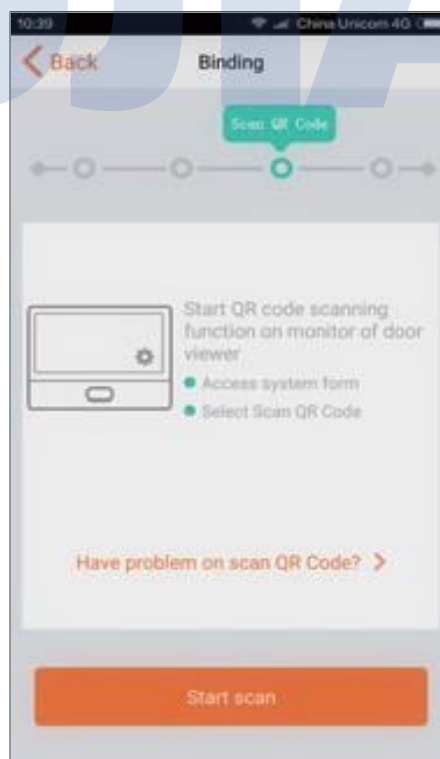 10:39 China Unicom 4G
Back Binding
Scan QR Code
Start QR code scanning
function on monitor of door
viewer
Access system form
Select Scan QR Code
Have problem on scan QR Code? >
Start scan